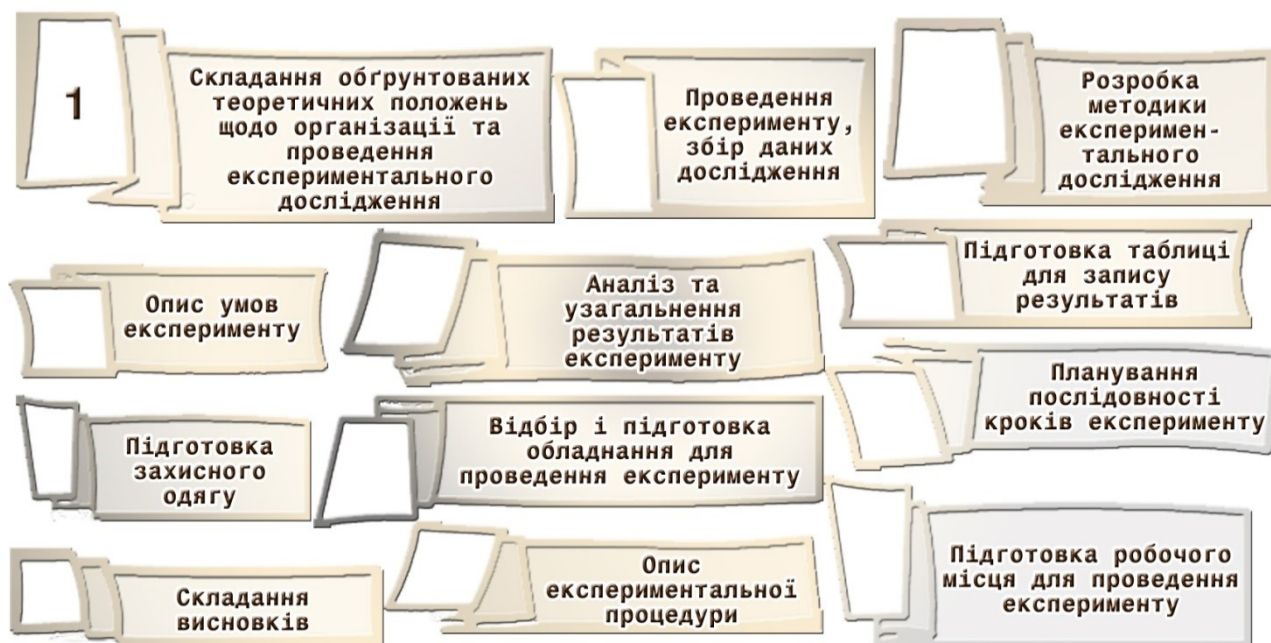 1
Складання обґрунтованих
теоретичних положень
щодо організації та
проведення
експериментального
дослідження
Проведення
експерименту,
збір даних
дослідження
Розробка
методики
експеримен-
тального
дослідження
Опис умов
експерименту
Аналіз та
узагальнення
результатів
експерименту
Підготовка таблиці
для запису
результатів
Підготовка
захисного
одягу
Відбір і підготовка
обладнання для
проведення експерименту
Планування
послідовності
кроків експерименту
Складання
висновків
Опис
експериментальної
процедури
Підготовка робочого
місця для проведення
експерименту